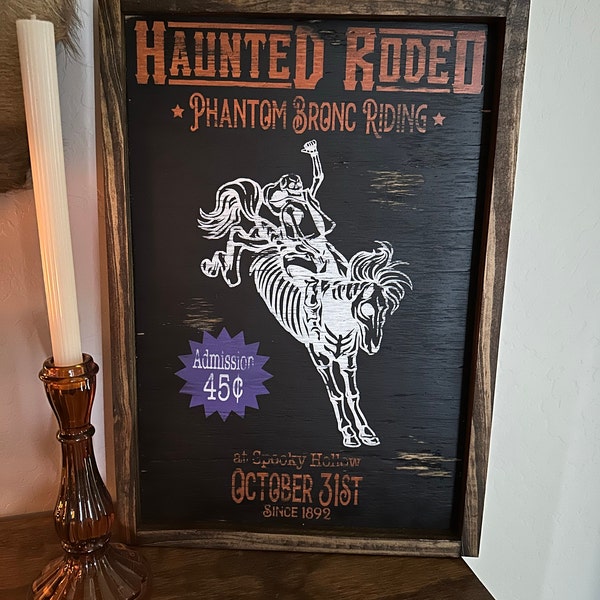 HAUNTED RODEO
PHANTOM BRONC RIDING
Admission
45¢
at Spooky Hollow
OCTOBER 31ST
SINCE 1892